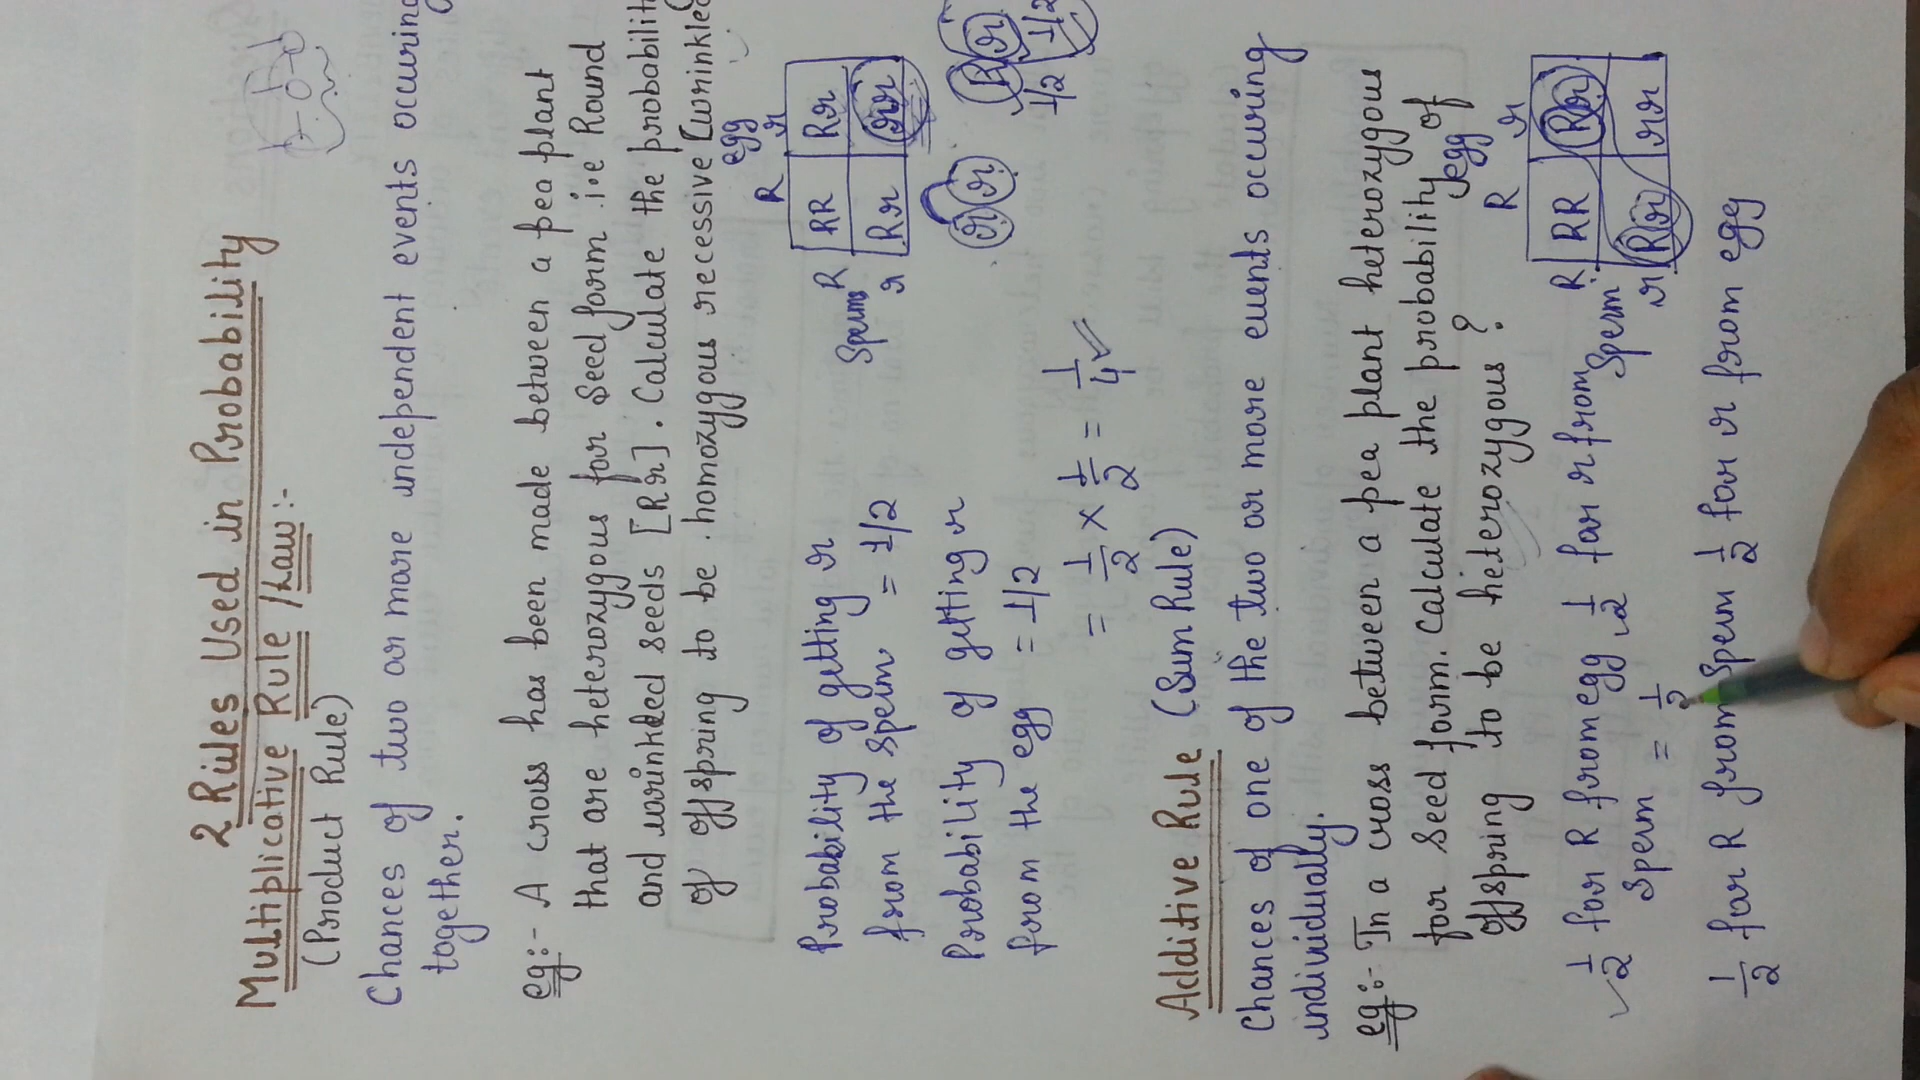 2 Rules Used in Probability
Multiplicative Rule / Law :-
(Product Rule)
Chances of two or more independent events occuring
together.
eg:- A cross has been made between a pea plant
that are heterozygous for Seed form i.e Round
and wrinkled seeds [Rr]. Calculate the probability
of offspring to be homozygous recessive [wrinkled
egg
R r
Sperms R RR Rr
r Rr rr
Probability of getting r
from the sperm = 1/2
Probability of getting r
from the egg = 1/2
= 1/2 × 1/2 = 1/4
r r
R r
1/2 1/2
Additive Rule (Sum Rule)
Chances of one of the two or more events occuring
individually.
eg:- In a cross between a pea plant heterozygous
for Seed form. Calculate the probability of
offspring to be heterozygous ?
egg
R r
R RR Rr
Sperm
r Rr rr
1/2 for R from egg 1/2 for r from
Sperm = 1/2
1/2 for R from Sperm 1/2 for r from egg